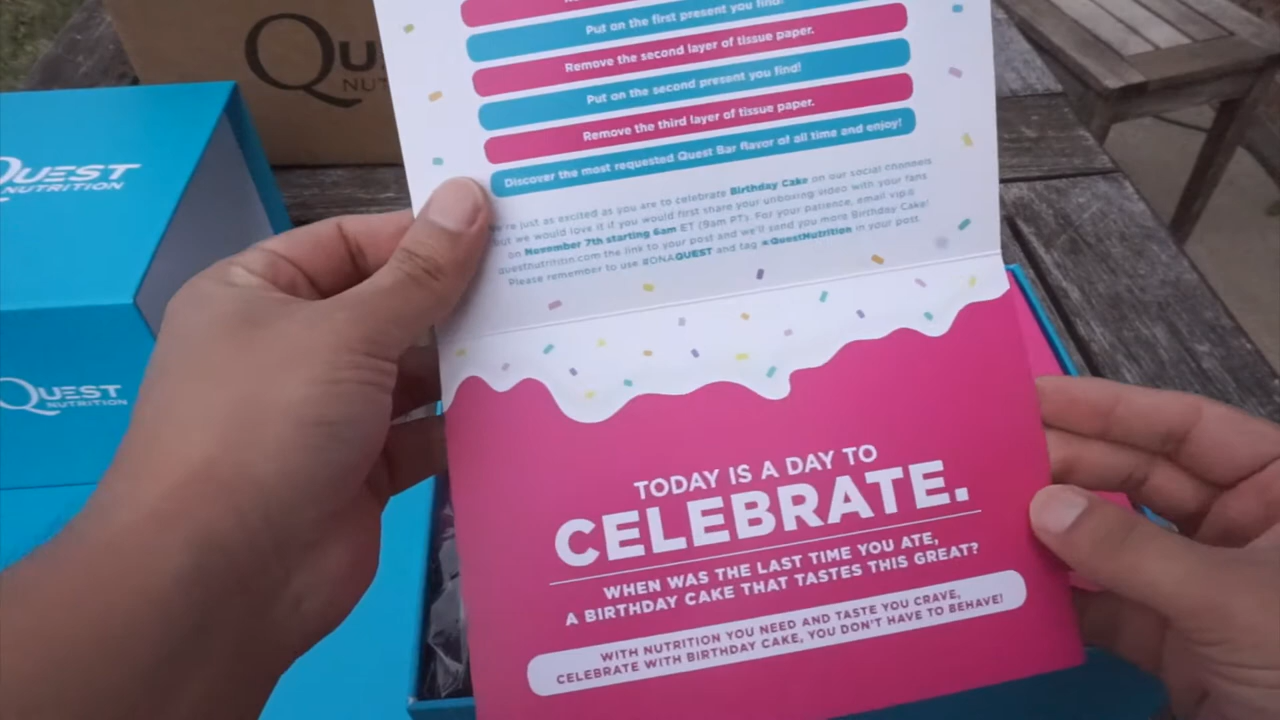 QUEST
NUTRITION
QUEST
NUTRITION
QU
NUT
Put on the first present you find!
Remove the second layer of tissue paper.
Put on the second present you find!
Remove the third layer of tissue paper.
Discover the most requested Quest Bar flavor of all time and enjoy!
We're just as excited as you are to celebrate Birthday Cake on our social channels
but we would love it if you would first share your unboxing video with your fans
on November 7th starting 6am ET (9am PT). For your patience, email vip@
questnutrititin.com the link to your post and we'll send you more Birthday Cake!
Please remember to use #ONAQUEST and tag @QuestNutrition in your post.
TODAY IS A DAY TO
CELEBRATE.
WHEN WAS THE LAST TIME YOU ATE,
A BIRTHDAY CAKE THAT TASTES THIS GREAT?
WITH NUTRITION YOU NEED AND TASTE YOU CRAVE,
CELEBRATE WITH BIRTHDAY CAKE, YOU DON'T HAVE TO BEHAVE!